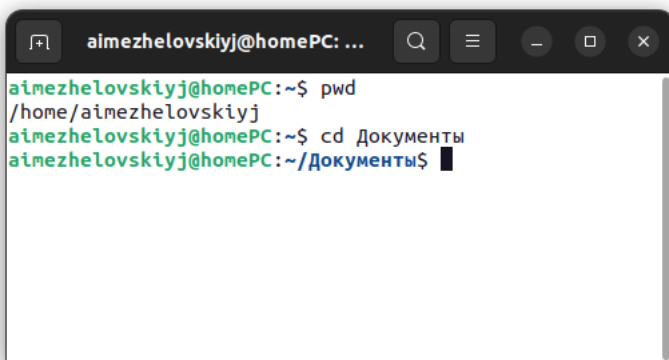 aimezhelovskiyj@homePC: ...
aimezhelovskiyj@homePC:~$ pwd
/home/aimezhelovskiyj
aimezhelovskiyj@homePC:~$ cd Документы
aimezhelovskiyj@homePC:~/Документы$